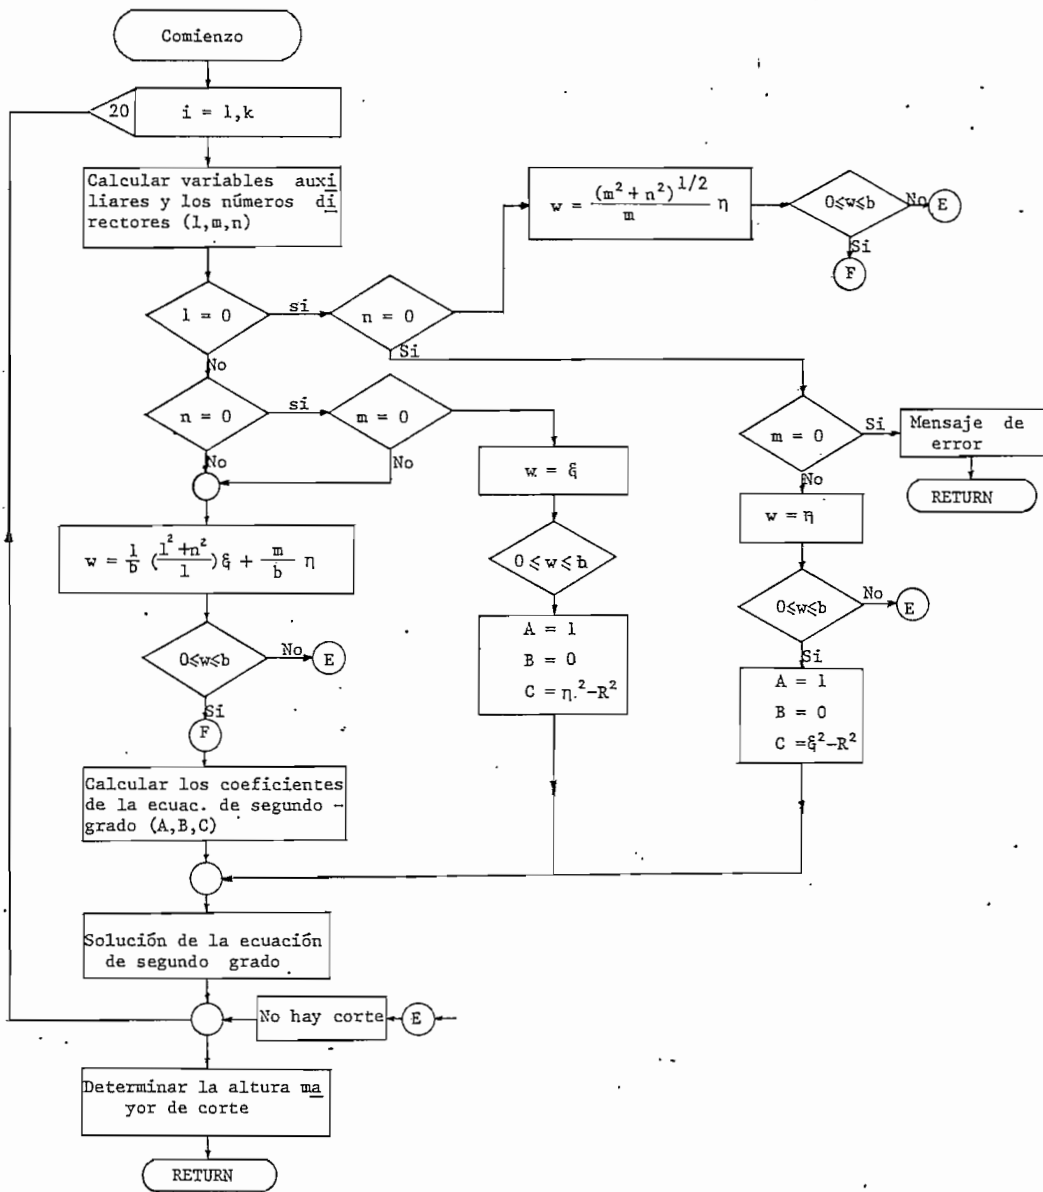 Comienzo
20
i = 1,k
Calcular variables auxi
liares y los números di
rectores (l,m,n)
w = (m² + n²)^1/2 / m η
0≤w≤b
No
E
Si
F
l = 0
si
n = 0
Si
No
n = 0
si
m = 0
No
No
m = 0
Si
Mensaje de
error
RETURN
No
w = ξ
w = η
w = l/b (l² + n² / l) ξ + m/b η
0 ≤ w ≤ b
0≤w≤b
No
E
Si
0≤w≤b
No
E
Si
F
A = 1
B = 0
C = η.² - R²
A = 1
B = 0
C = ξ² - R²
Calcular los coeficientes
de la ecuac. de segundo -
grado (A,B,C)
Solución de la ecuación
de segundo grado
No hay corte
E
Determinar la altura ma
yor de corte
RETURN